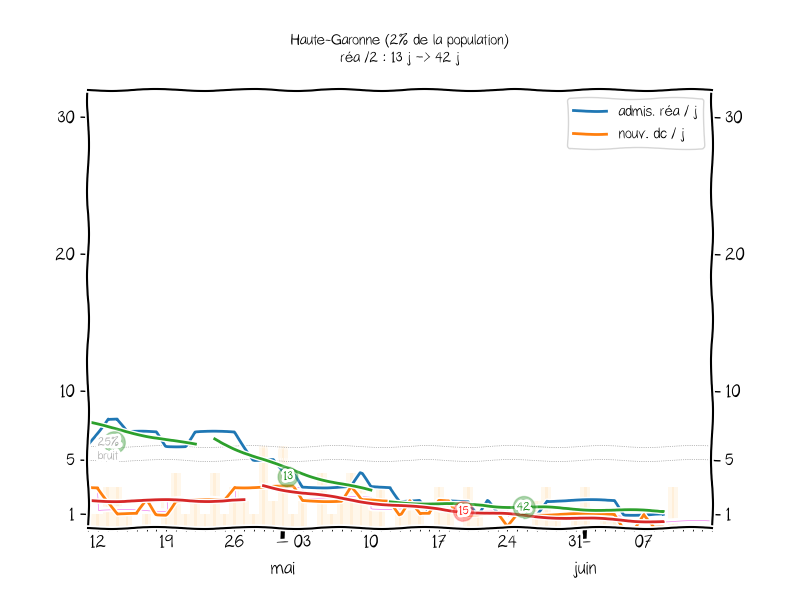 Haute-Garonne (2% de la population)
réa /2 : 13 j -> 42 j
admis. réa / j
nouv. dc / j
30
30
20
20
10
10
25%
bruit
5
5
13
15
42
1
1
12 19 26 03 10 17 24 31 07
mai juin